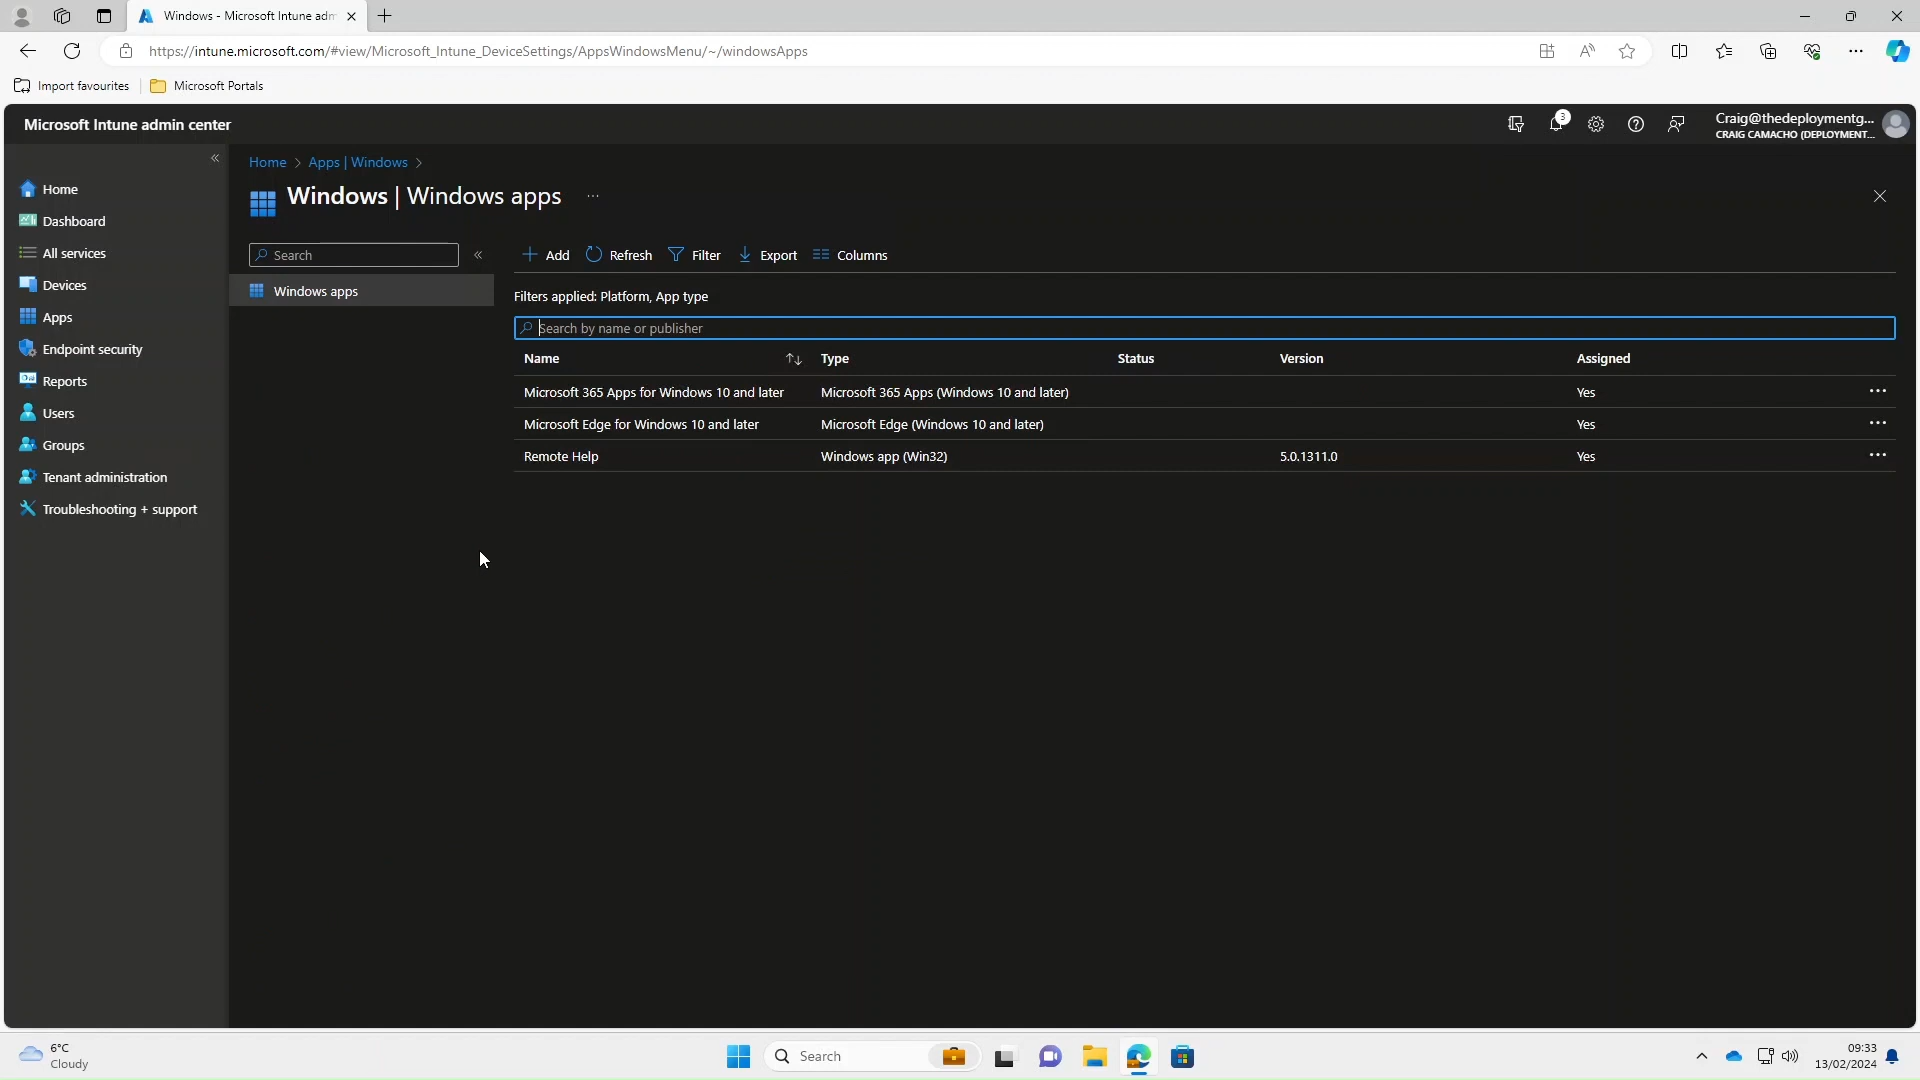 Windows - Microsoft Intune adm
https://intune.microsoft.com/#view/Microsoft_Intune_DeviceSettings/AppsWindowsMenu/~/windowsApps
Import favourites
Microsoft Portals
Microsoft Intune admin center
3
Craig@thedeploymentg...
CRAIG CAMACHO (DEPLOYMENT...
Home
Dashboard
All services
Devices
Apps
Endpoint security
Reports
Users
Groups
Tenant administration
Troubleshooting + support
Home > Apps | Windows >
Windows | Windows apps ...
Search
Windows apps
Add Refresh Filter Export Columns
Filters applied: Platform, App type
Search by name or publisher
Name Type Status Version Assigned
Microsoft 365 Apps for Windows 10 and later Microsoft 365 Apps (Windows 10 and later) Yes
Microsoft Edge for Windows 10 and later Microsoft Edge (Windows 10 and later) Yes
Remote Help Windows app (Win32) 5.0.1311.0 Yes
6°C
Cloudy
Search
09:33
13/02/2024